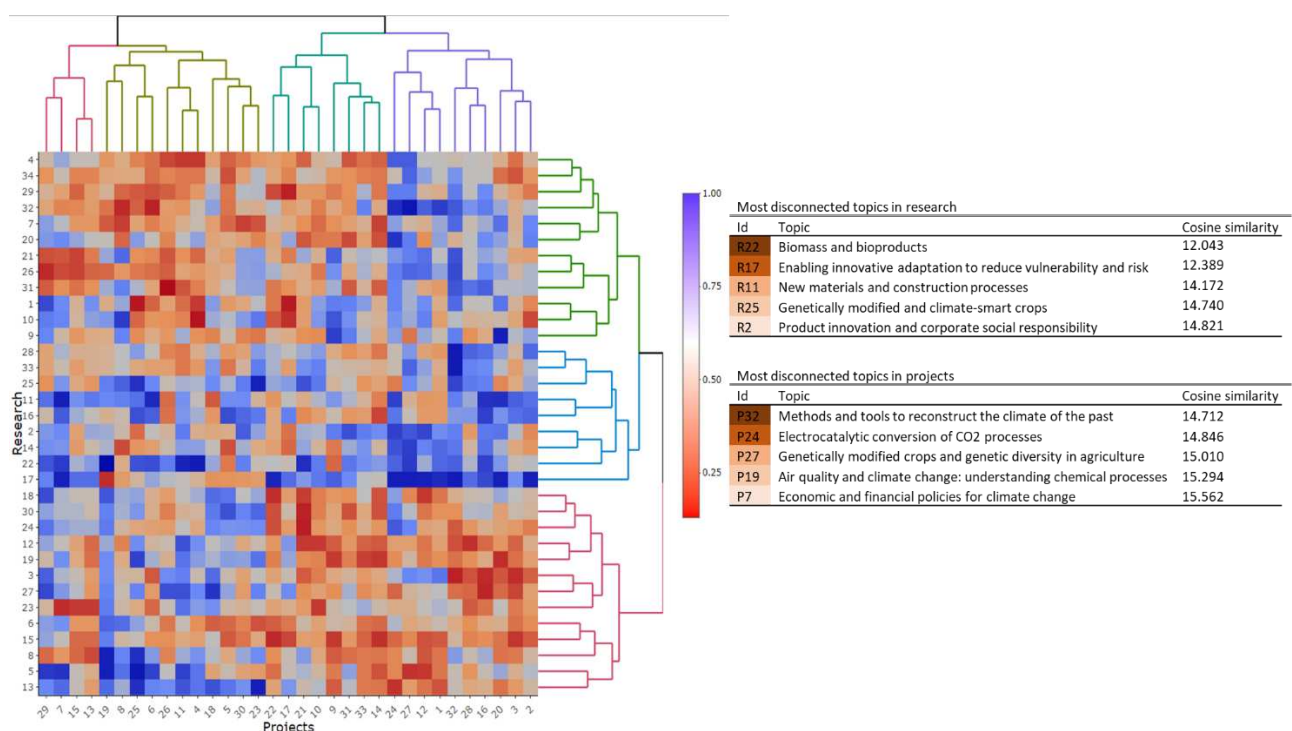 4
34
29
32
7
20
21
26
31
1
10
9
28
33
25
11
16
2
14
22
17
18
30
24
12
19
3
27
23
6
15
8
5
13
Research
29 7 15 13 19 8 25 6 26 11 4 18 5 30 23 22 17 21 10 9 31 33 14 24 27 12 1 32 28 16 20 3 2
Projects
1.00
0.75
0.50
0.25
Most disconnected topics in research
Id Topic Cosine similarity
R22 Biomass and bioproducts 12.043
R17 Enabling innovative adaptation to reduce vulnerability and risk 12.389
R11 New materials and construction processes 14.172
R25 Genetically modified and climate-smart crops 14.740
R2 Product innovation and corporate social responsibility 14.821
Most disconnected topics in projects
Id Topic Cosine similarity
P32 Methods and tools to reconstruct the climate of the past 14.712
P24 Electrocatalytic conversion of CO2 processes 14.846
P27 Genetically modified crops and genetic diversity in agriculture 15.010
P19 Air quality and climate change: understanding chemical processes 15.294
P7 Economic and financial policies for climate change 15.562